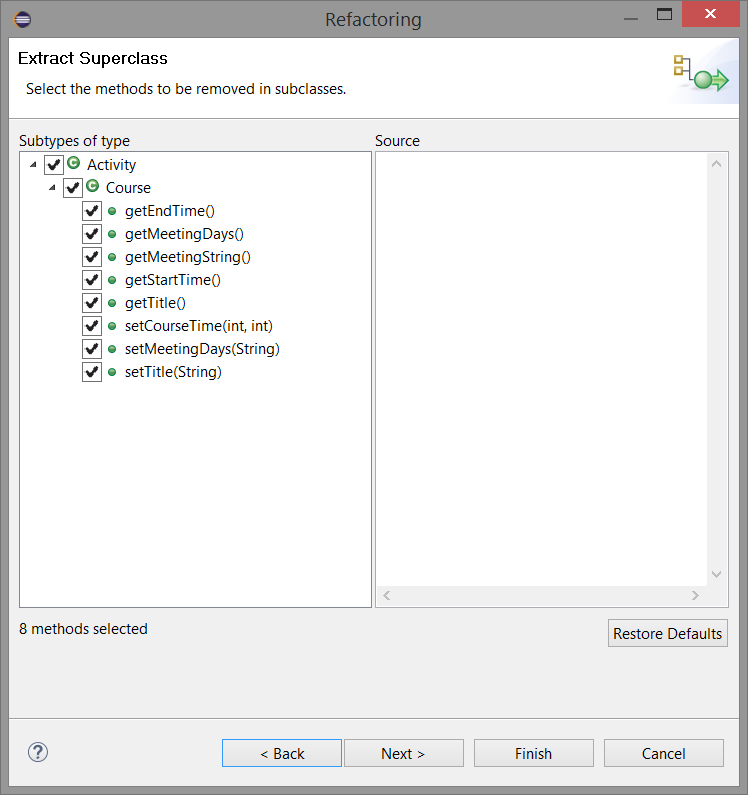 Refactoring
Extract Superclass
Select the methods to be removed in subclasses.
Subtypes of type
Source
Activity
Course
getEndTime()
getMeetingDays()
getMeetingString()
getStartTime()
getTitle()
setCourseTime(int, int)
setMeetingDays(String)
setTitle(String)
8 methods selected
Restore Defaults
< Back
Next >
Finish
Cancel